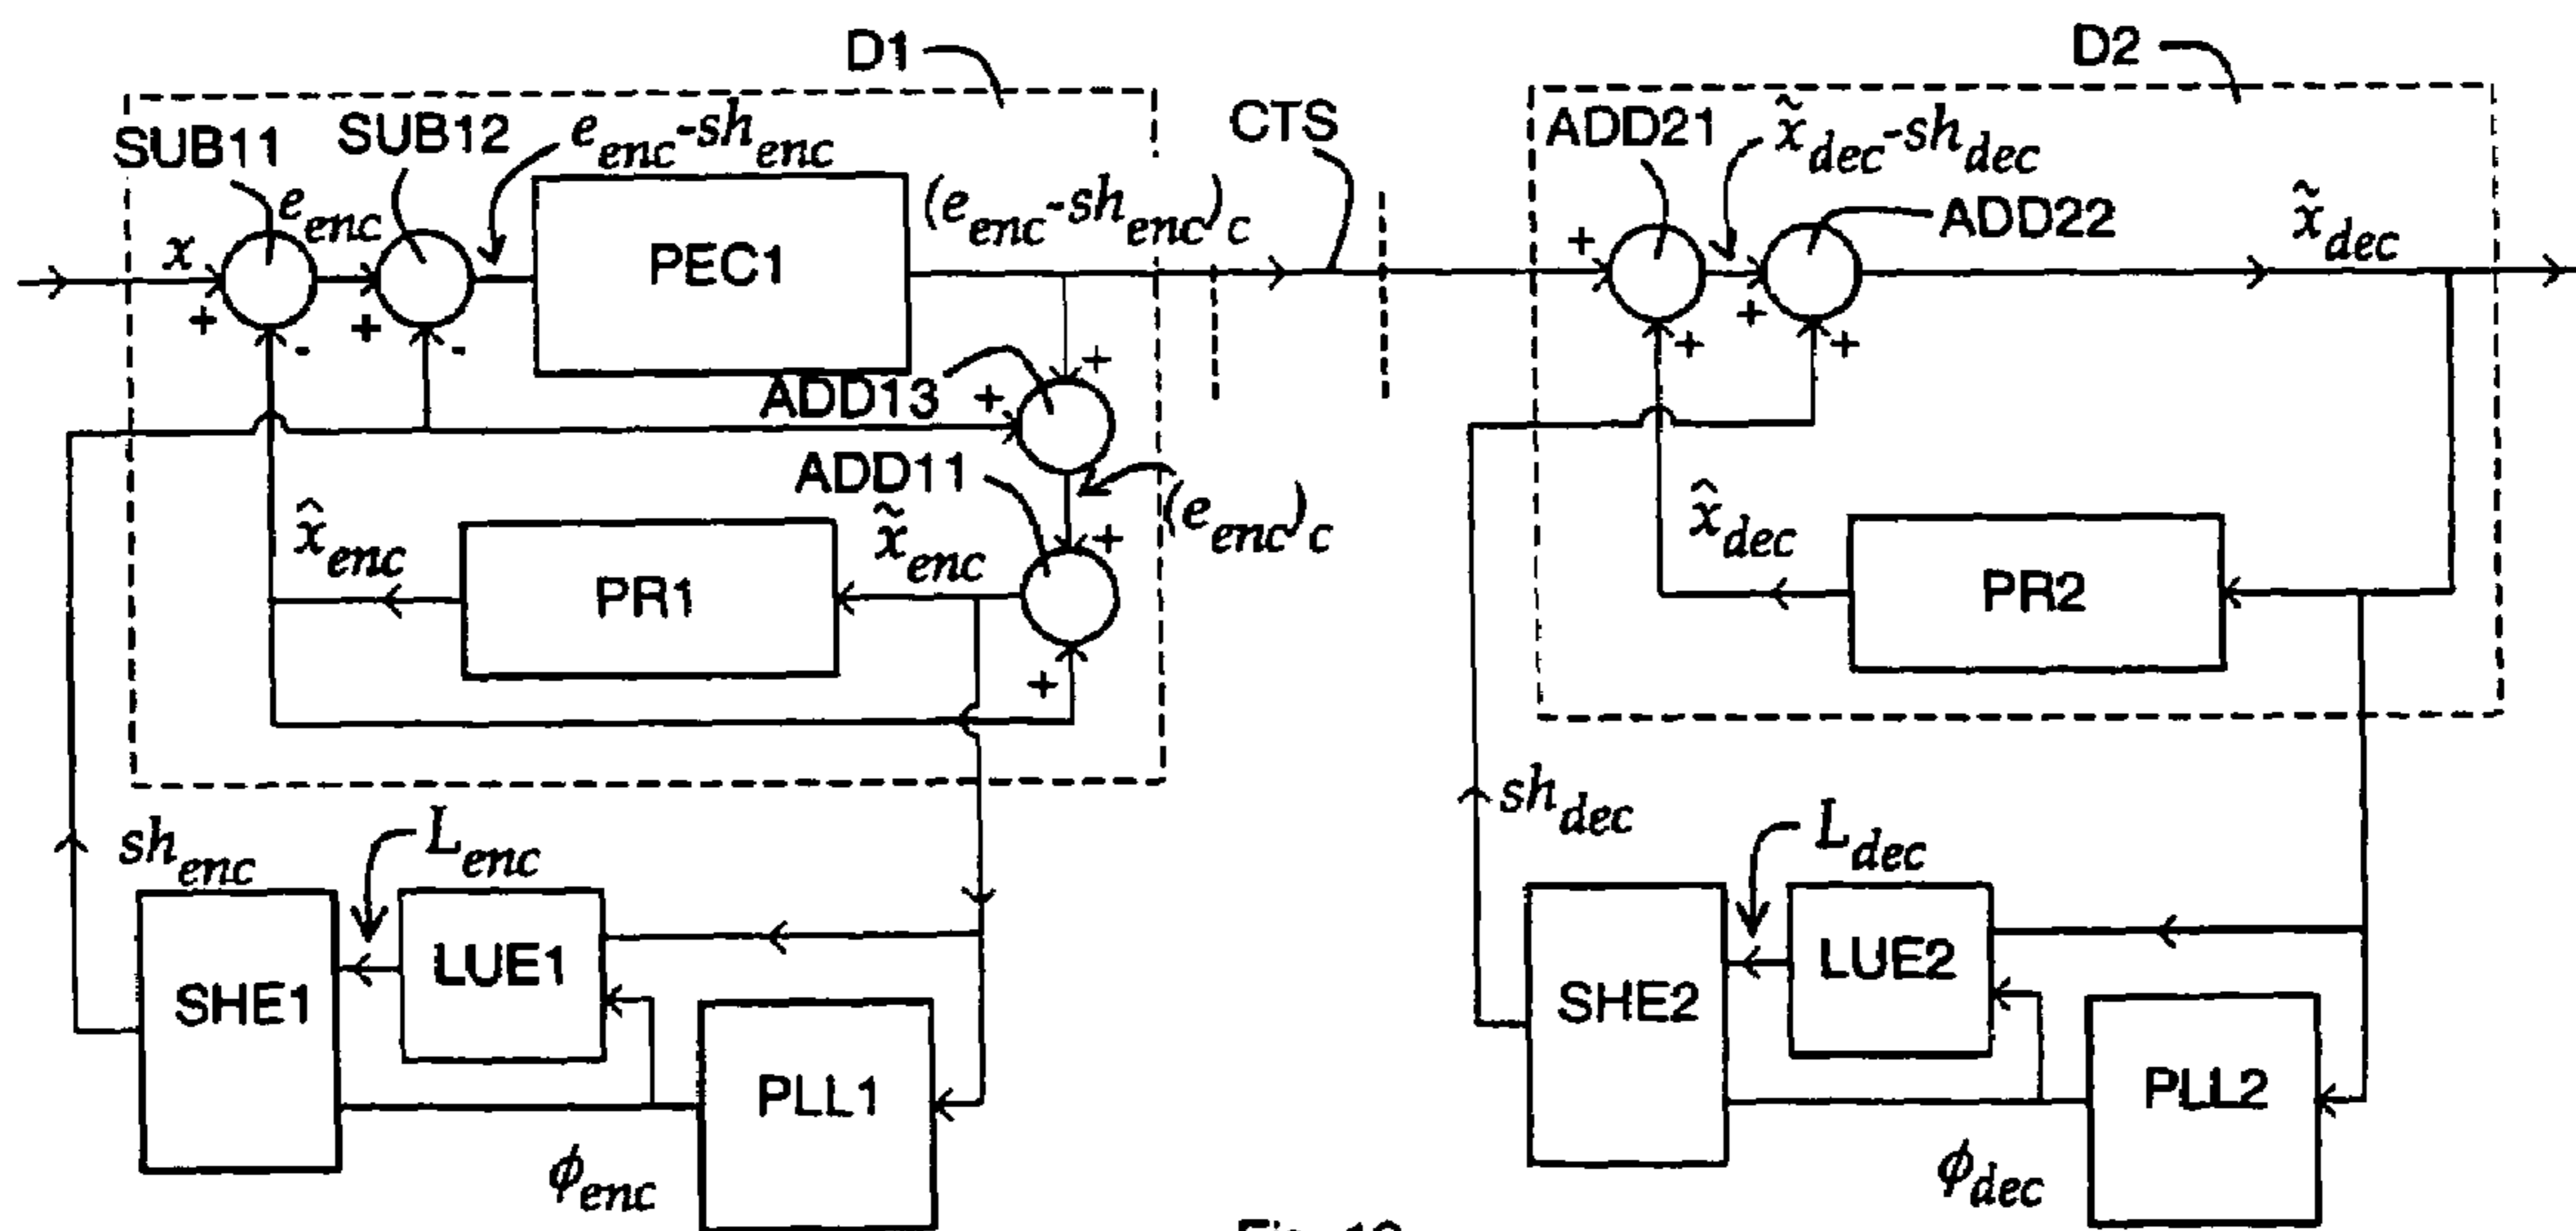 D1
D2
SUB11
SUB12
e_enc-sh_enc
CTS
ADD21
x̃_dec-sh_dec
x
e_enc
PEC1
(e_enc-sh_enc)_c
ADD22
x̃_dec
+
-
+
-
+
+
+
+
ADD13
+
+
ADD11
(e_enc)_c
x̂_enc
PR1
x̃_enc
+
+
x̂_dec
PR2
sh_enc
L_enc
SHE1
LUE1
PLL1
ϕ_enc
sh_dec
L_dec
SHE2
LUE2
PLL2
ϕ_dec